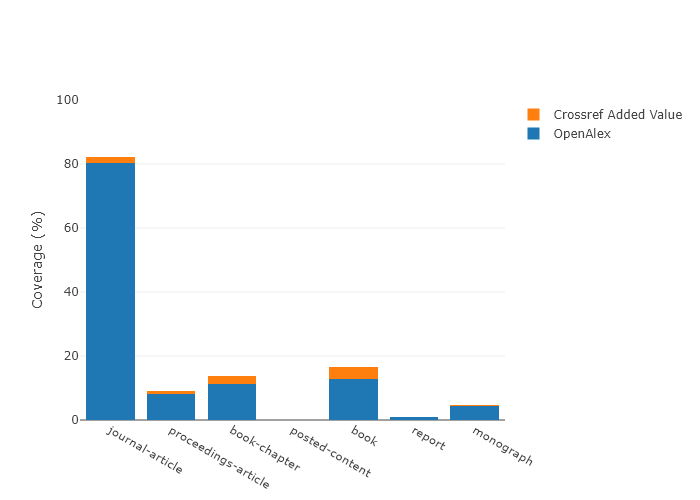 100
80
60
40
20
0
Coverage (%)
journal-article
proceedings-article
book-chapter
posted-content
book
report
monograph
Crossref Added Value
OpenAlex